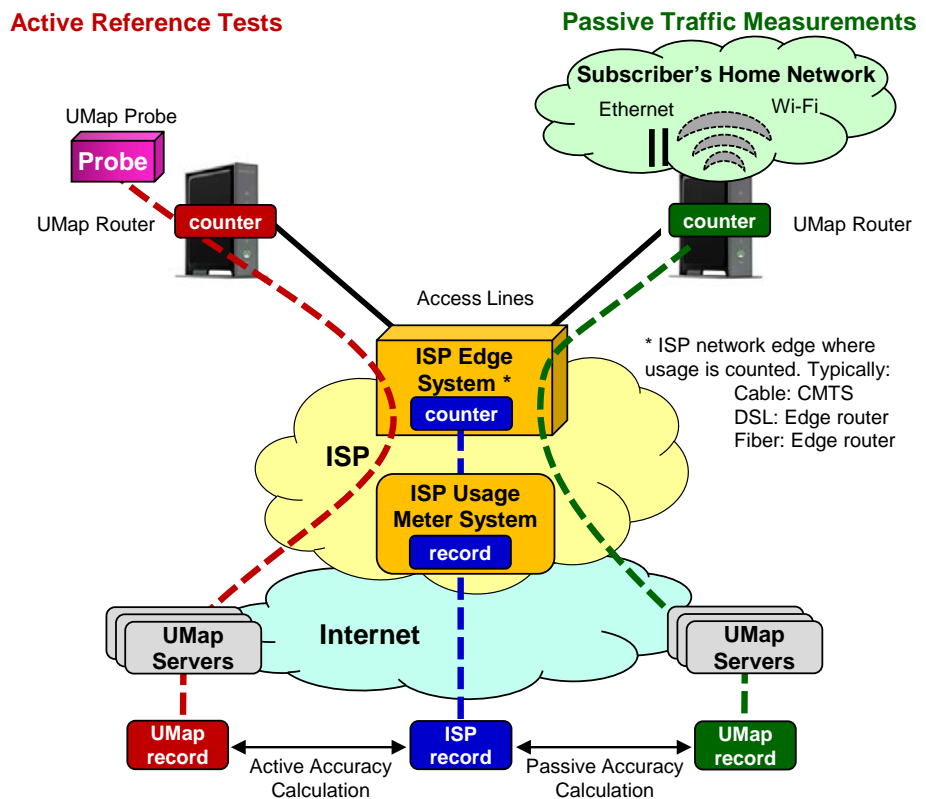 Active Reference Tests
Passive Traffic Measurements
Subscriber's Home Network
Ethernet
Wi-Fi
UMap Probe
Probe
UMap Router
counter
counter
UMap Router
Access Lines
ISP Edge
System *
counter
* ISP network edge where
usage is counted. Typically:
Cable: CMTS
DSL: Edge router
Fiber: Edge router
ISP
ISP Usage
Meter System
record
Internet
UMap
Servers
UMap
Servers
UMap
record
ISP
record
UMap
record
Active Accuracy
Calculation
Passive Accuracy
Calculation